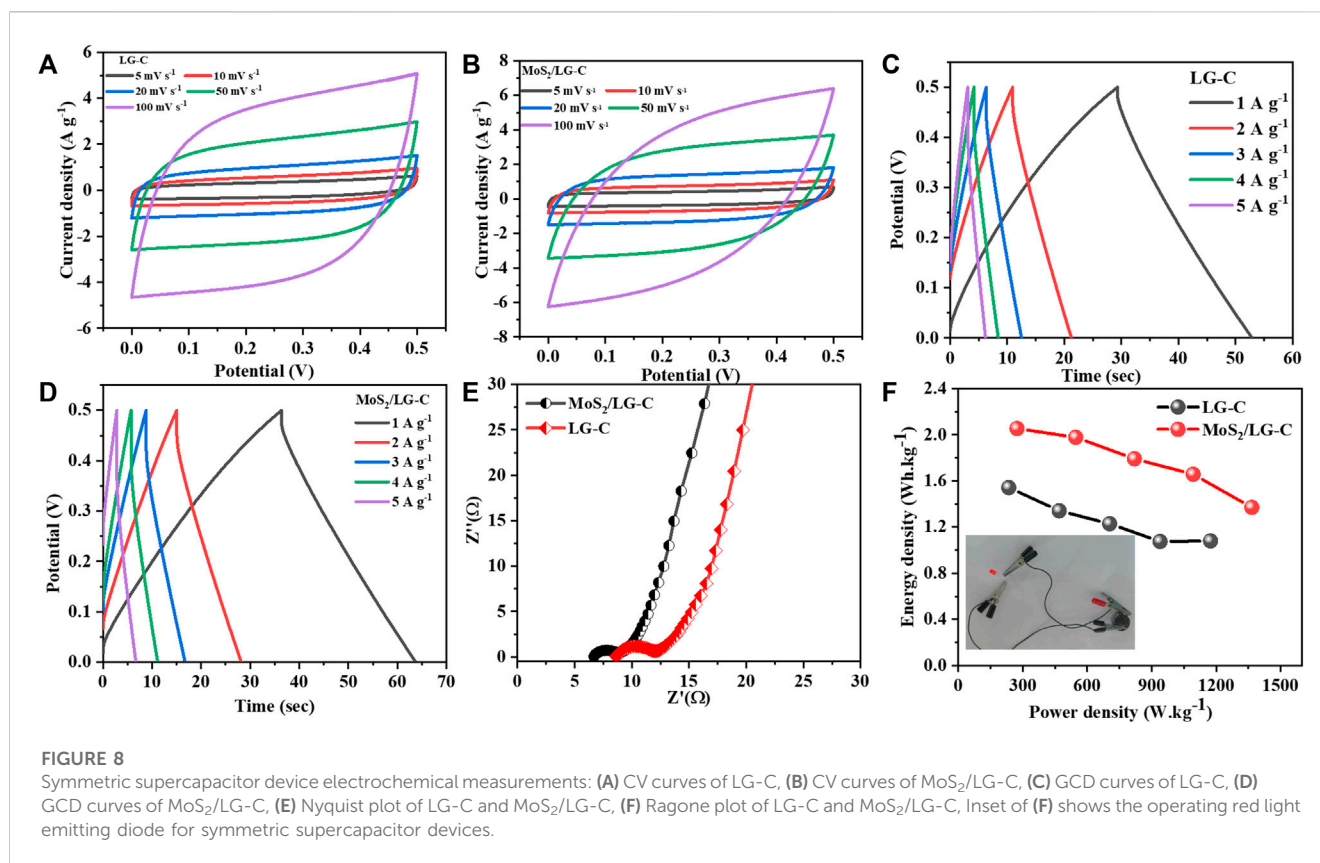 A
LG-C
5 mV s⁻¹ 10 mV s⁻¹
20 mV s⁻¹ 50 mV s⁻¹
100 mV s⁻¹
Current density (A g⁻¹)
6
4
2
0
-2
-4
-6
0.0 0.1 0.2 0.3 0.4 0.5
Potential (V)
B
MoS₂/LG-C
5 mV s⁻¹ 10 mV s⁻¹
20 mV s⁻¹ 50 mV s⁻¹
100 mV s⁻¹
Current density (A g⁻¹)
8
6
4
2
0
-2
-4
-6
-8
0.0 0.1 0.2 0.3 0.4 0.5
Potential (V)
C
LG-C
1 A g⁻¹
2 A g⁻¹
3 A g⁻¹
4 A g⁻¹
5 A g⁻¹
Potential (V)
0.5
0.4
0.3
0.2
0.1
0.0
0 10 20 30 40 50 60
Time (sec)
D
MoS₂/LG-C
1 A g⁻¹
2 A g⁻¹
3 A g⁻¹
4 A g⁻¹
5 A g⁻¹
Potential (V)
0.5
0.4
0.3
0.2
0.1
0.0
0 10 20 30 40 50 60 70
Time (sec)
E
MoS₂/LG-C
LG-C
Z''(Ω)
30
25
20
15
10
5
0
0 5 10 15 20 25 30
Z'(Ω)
F
LG-C
MoS₂/LG-C
Energy density (Wh.kg⁻¹)
2.4
2.0
1.6
1.2
0.8
0.4
0.0
0 300 600 900 1200 1500
Power density (W.kg⁻¹)
FIGURE 8
Symmetric supercapacitor device electrochemical measurements: (A) CV curves of LG-C, (B) CV curves of MoS₂/LG-C, (C) GCD curves of LG-C, (D)
GCD curves of MoS₂/LG-C, (E) Nyquist plot of LG-C and MoS₂/LG-C, (F) Ragone plot of LG-C and MoS₂/LG-C, Inset of (F) shows the operating red light
emitting diode for symmetric supercapacitor devices.